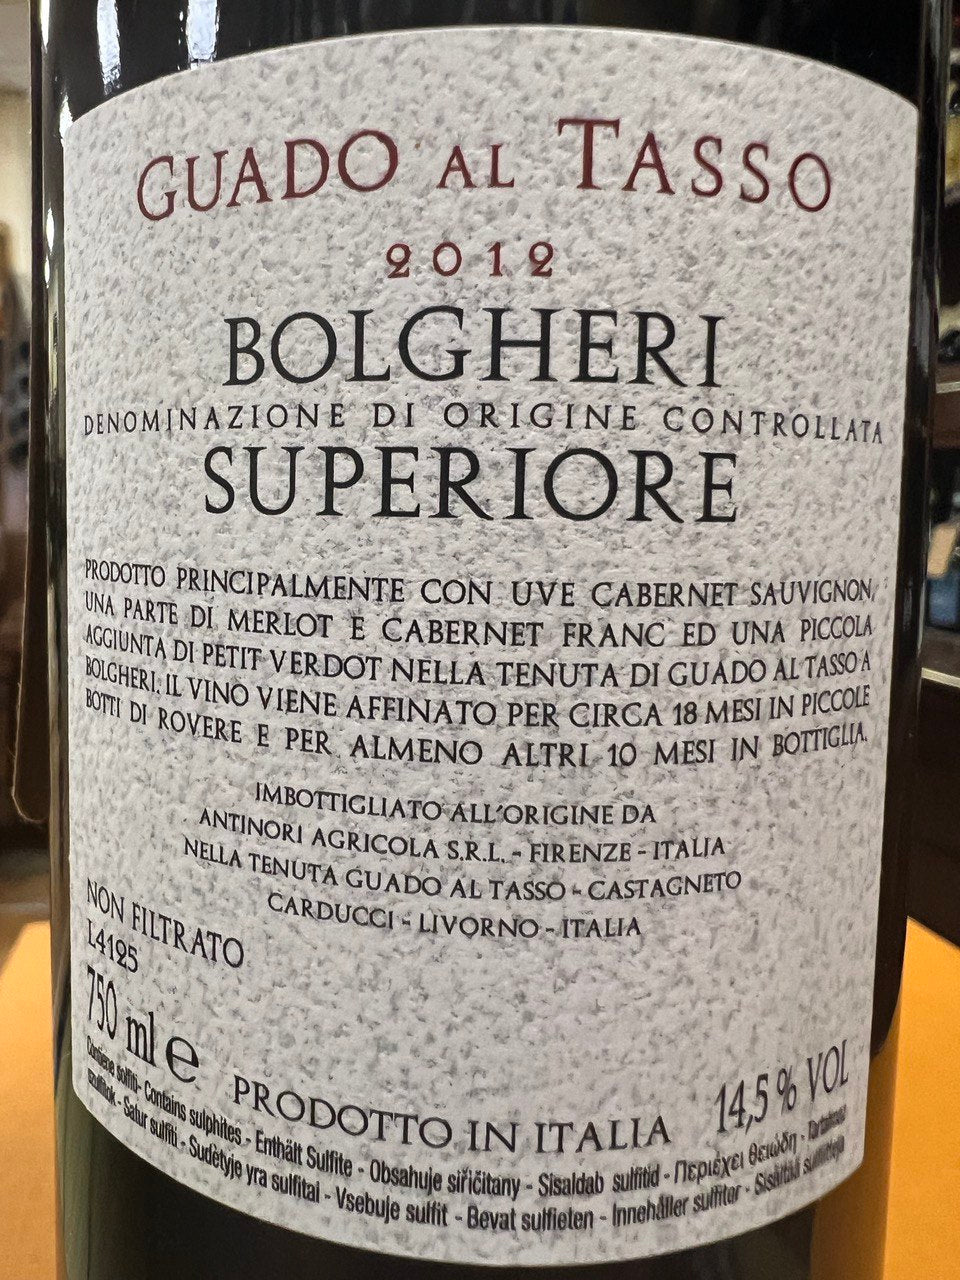 GUADO AL TASSO
2012
BOLGHERI
DENOMINAZIONE DI ORIGINE CONTROLLATA
SUPERIORE
PRODOTTO PRINCIPALMENTE CON UVE CABERNET SAUVIGNON,
UNA PARTE DI MERLOT E CABERNET FRANC ED UNA PICCOLA
AGGIUNTA DI PETIT VERDOT NELLA TENUTA DI GUADO AL TASSO A
BOLGHERI. IL VINO VIENE AFFINATO PER CIRCA 18 MESI IN PICCOLE
BOTTI DI ROVERE E PER ALMENO ALTRI 10 MESI IN BOTTIGLIA.
IMBOTTIGLIATO ALL'ORIGINE DA
ANTINORI AGRICOLA S.R.L. - FIRENZE - ITALIA
NELLA TENUTA GUADO AL TASSO - CASTAGNETO
CARDUCCI - LIVORNO - ITALIA
NON FILTRATO
L4125
750 ml e
PRODOTTO IN ITALIA
14,5 % VOL
Contiene solfiti - Contains sulphites - Enthält Sulfite - Obsahuje siřičitany - Sisaldab sulfitid - Περιέχει θειώδη -
- Satur sulfīti - Sudėtyje yra sulfitai - Vsebuje sulfit - Bevat sulfieten - Innehåller sulfitor -